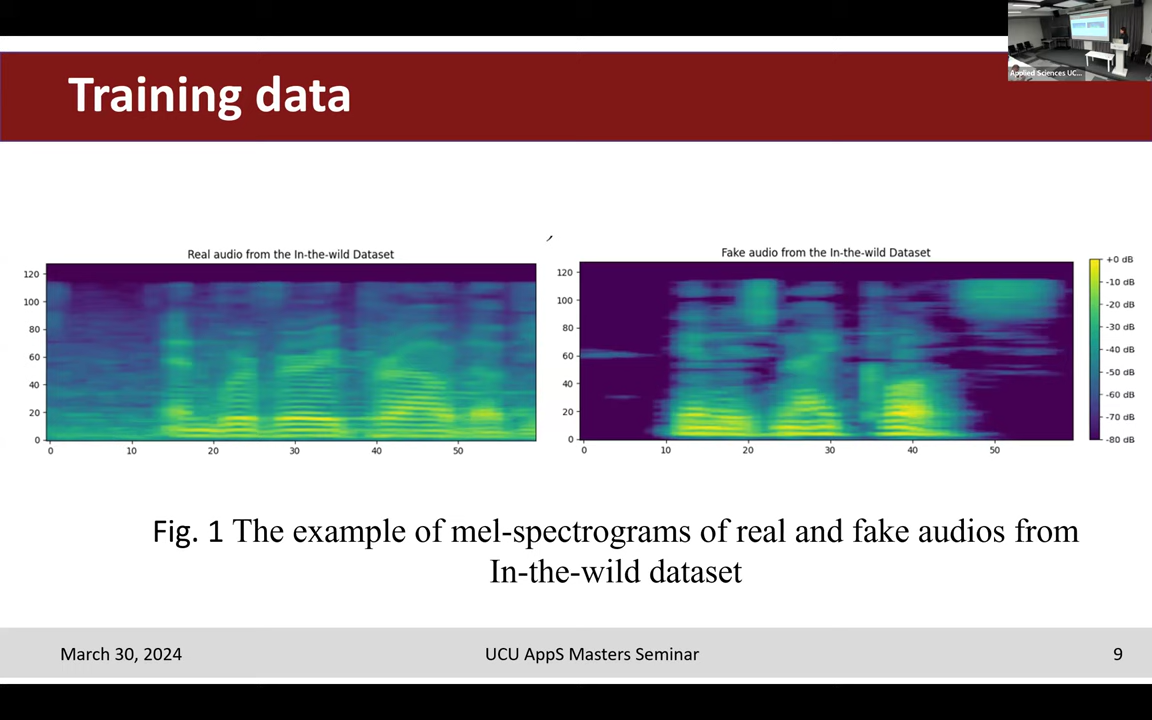 Applied Sciences UC...
Training data
Real audio from the In-the-wild Dataset
120
100
80
60
40
20
0
0 10 20 30 40 50
Fake audio from the In-the-wild Dataset
120
100
80
60
40
20
0
0 10 20 30 40 50
+0 dB
-10 dB
-20 dB
-30 dB
-40 dB
-50 dB
-60 dB
-70 dB
-80 dB
Fig. 1 The example of mel-spectrograms of real and fake audios from
In-the-wild dataset
March 30, 2024
UCU AppS Masters Seminar
9